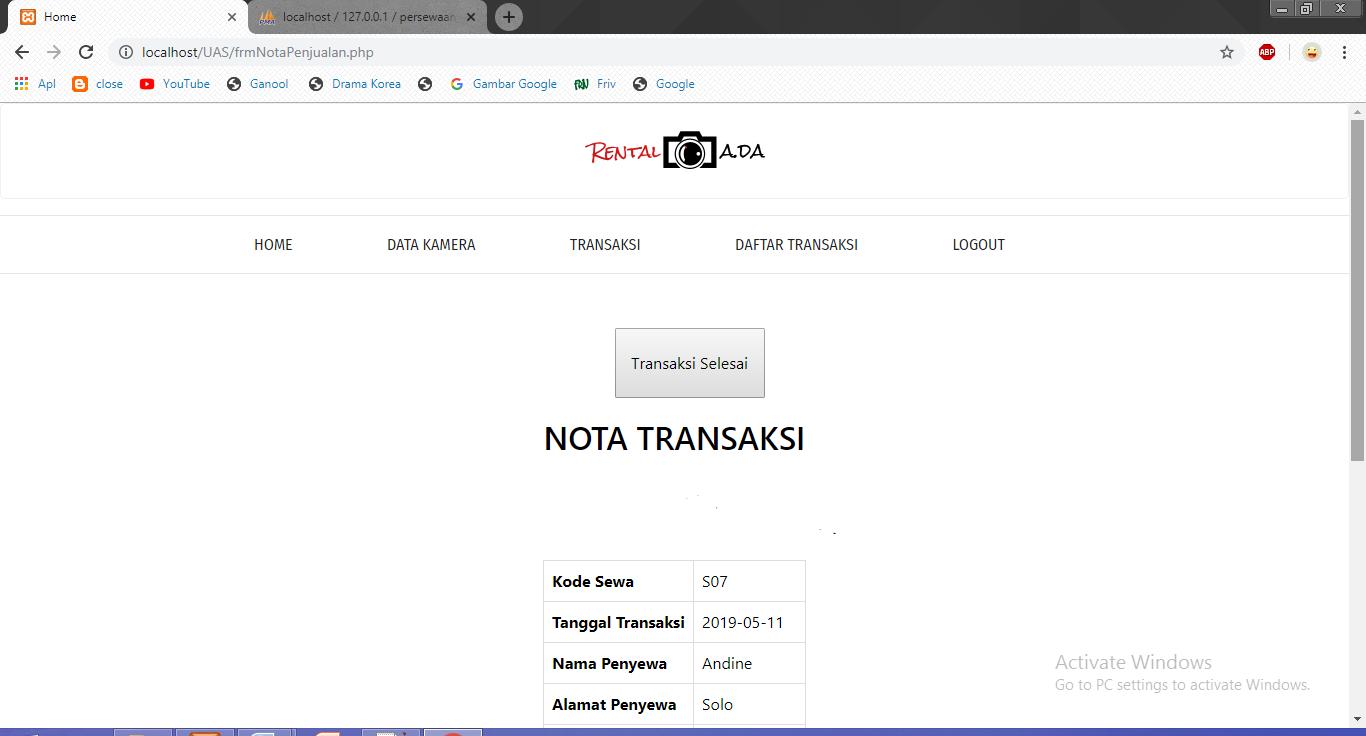 Home
localhost / 127.0.0.1 / persewaan
localhost/UAS/frmNotaPenjualan.php
ABP
Apl close YouTube Ganool Drama Korea Gambar Google Friv Google
RENTAL A.DA
HOME DATA KAMERA TRANSAKSI DAFTAR TRANSAKSI LOGOUT
Transaksi Selesai
NOTA TRANSAKSI
Kode Sewa S07
Tanggal Transaksi 2019-05-11
Nama Penyewa Andine
Alamat Penyewa Solo
Activate Windows
Go to PC settings to activate Windows.